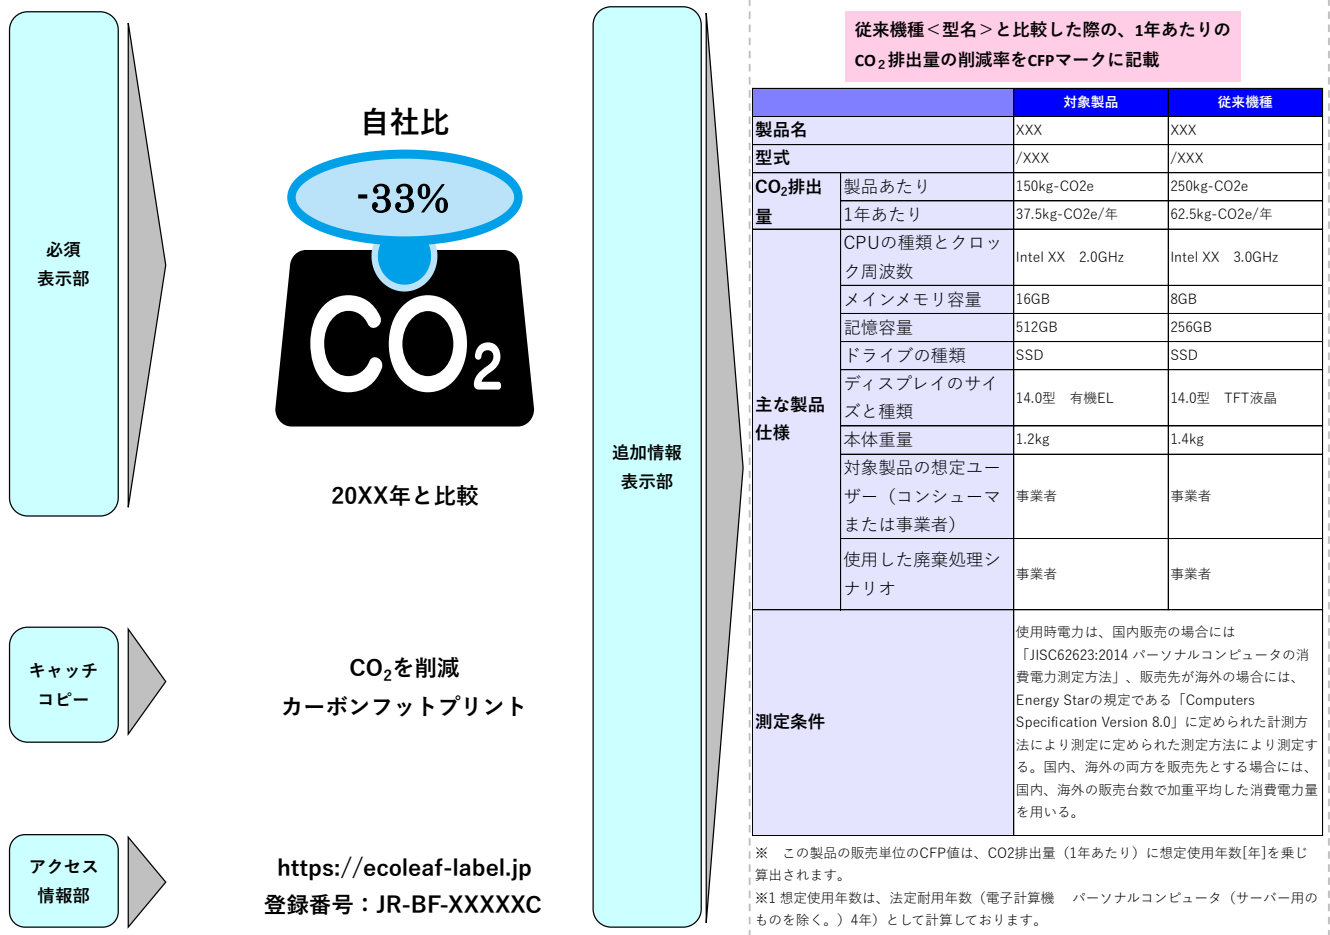 必須
表示部
自社比
-33%
CO2
20XX年と比較
キャッチ
コピー
CO2を削減
カーボンフットプリント
アクセス
情報部
https://ecoleaf-label.jp
登録番号：JR-BF-XXXXXC
追加情報
表示部
従来機種＜型名＞と比較した際の、1年あたりの
CO2排出量の削減率をCFPマークに記載
対象製品 従来機種
製品名 XXX XXX
型式 /XXX /XXX
CO2排出
量
製品あたり 150kg-CO2e 250kg-CO2e
1年あたり 37.5kg-CO2e/年 62.5kg-CO2e/年
主な製品
仕様
CPUの種類とクロッ
ク周波数
Intel XX　2.0GHz Intel XX　3.0GHz
メインメモリ容量 16GB 8GB
記憶容量 512GB 256GB
ドライブの種類 SSD SSD
ディスプレイのサイ
ズと種類
14.0型　有機EL 14.0型　TFT液晶
本体重量 1.2kg 1.4kg
対象製品の想定ユー
ザー（コンシューマ
または事業者）
事業者 事業者
使用した廃棄処理シ
ナリオ
事業者 事業者
測定条件
使用時電力は、国内販売の場合には
「JISC62623:2014 パーソナルコンピュータの消
費電力測定方法」、販売先が海外の場合には、
Energy Starの規定である「Computers
Specification Version 8.0」に定められた計測方
法により測定に定められた測定方法により測定す
る。国内、海外の両方を販売先とする場合には、
国内、海外の販売台数で加重平均した消費電力量
を用いる。
※　この製品の販売単位のCFP値は、CO2排出量（1年あたり）に想定使用年数[年]を乗じ
算出されます。
※1 想定使用年数は、法定耐用年数（電子計算機　パーソナルコンピュータ（サーバー用の
ものを除く。）4年）として計算しております。